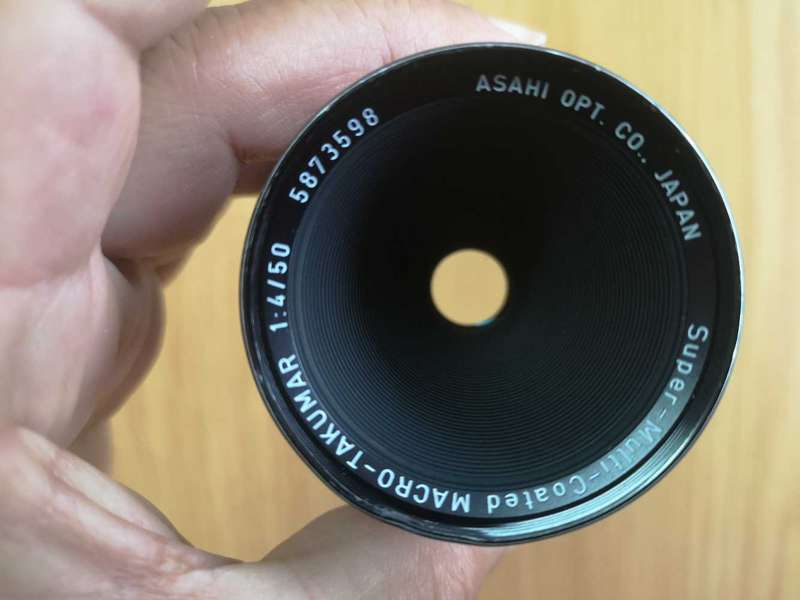 ASAHI OPT. CO., JAPAN
Super-Multi-Coated MACRO-TAKUMAR 1:4/50 5873598